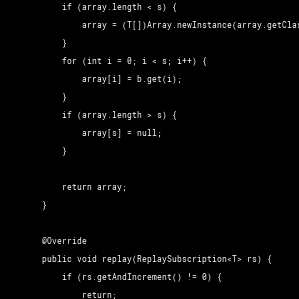 if (array.length < s) {
array = (T[])Array.newInstance(array.getClas
}
for (int i = 0; i < s; i++) {
array[i] = b.get(i);
}
if (array.length > s) {
array[s] = null;
}
return array;
}
@Override
public void replay(ReplaySubscription<T> rs) {
if (rs.getAndIncrement() != 0) {
return;